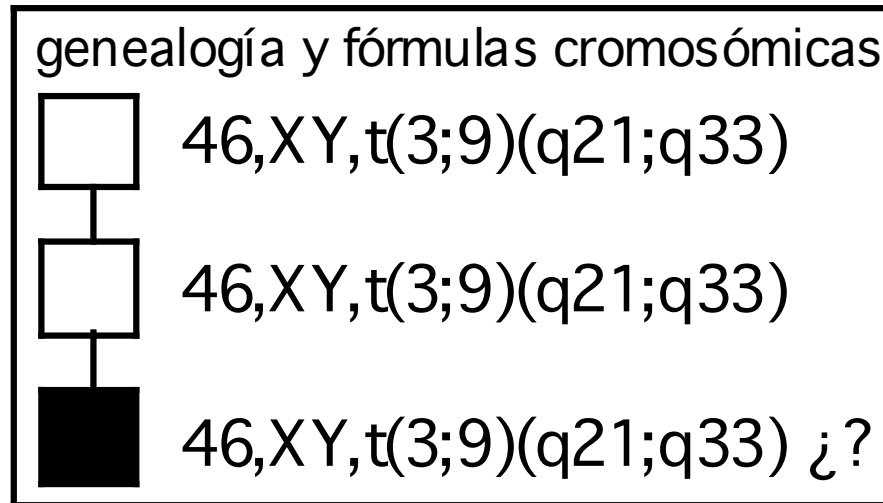 genealogía y fórmulas cromosómicas
46,XY,t(3;9)(q21;q33)
46,XY,t(3;9)(q21;q33)
46,XY,t(3;9)(q21;q33) ¿?